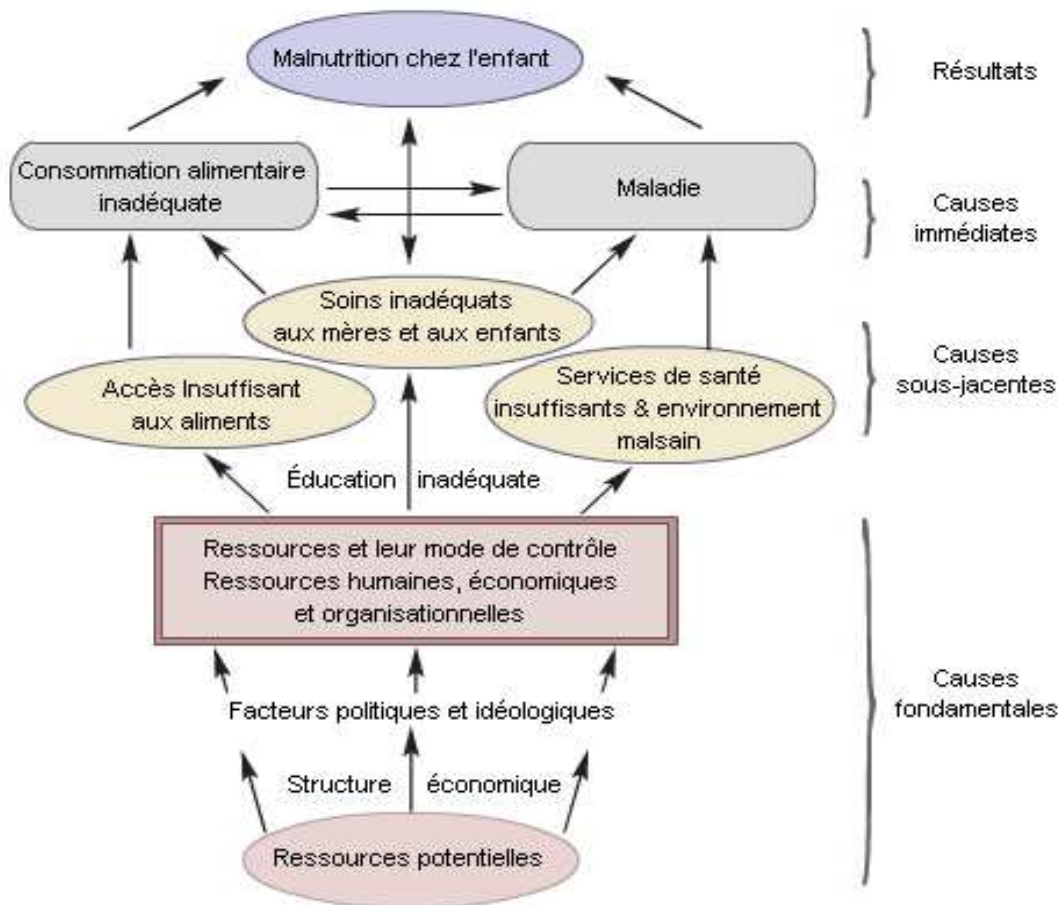 Malnutrition chez l'enfant
Résultats
Consommation alimentaire
inadéquate
Maladie
Causes
immédiates
Soins inadéquats
aux mères et aux enfants
Causes
sous-jacentes
Accès Insuffisant
aux aliments
Services de santé
insuffisants & environnement
malsain
Éducation inadéquate
Ressources et leur mode de contrôle
Ressources humaines, économiques
et organisationnelles
Causes
fondamentales
Facteurs politiques et idéologiques
Structure économique
Ressources potentielles